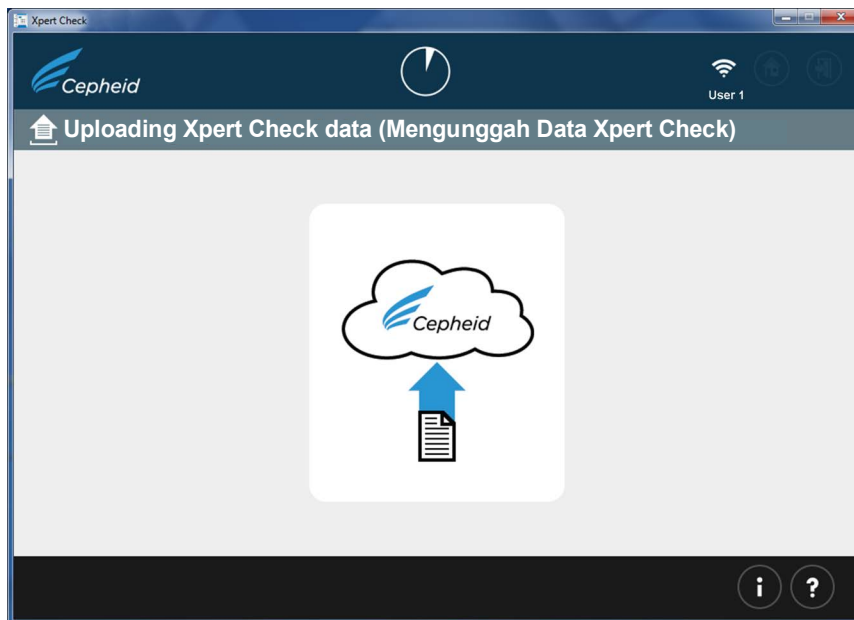 Xpert Check
Cepheid
User 1
Uploading Xpert Check data (Mengunggah Data Xpert Check)
Cepheid
i ?